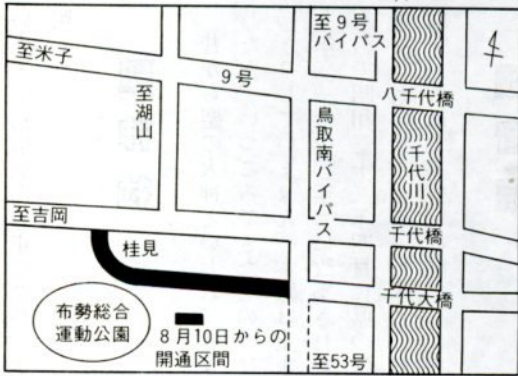 至9号
バイパス
至米子
9号
八千代橋
至湖山
鳥取南バイパス
千代川
至吉岡
千代橋
桂見
千代大橋
布勢総合
運動公園
8月10日からの
開通区間
至53号